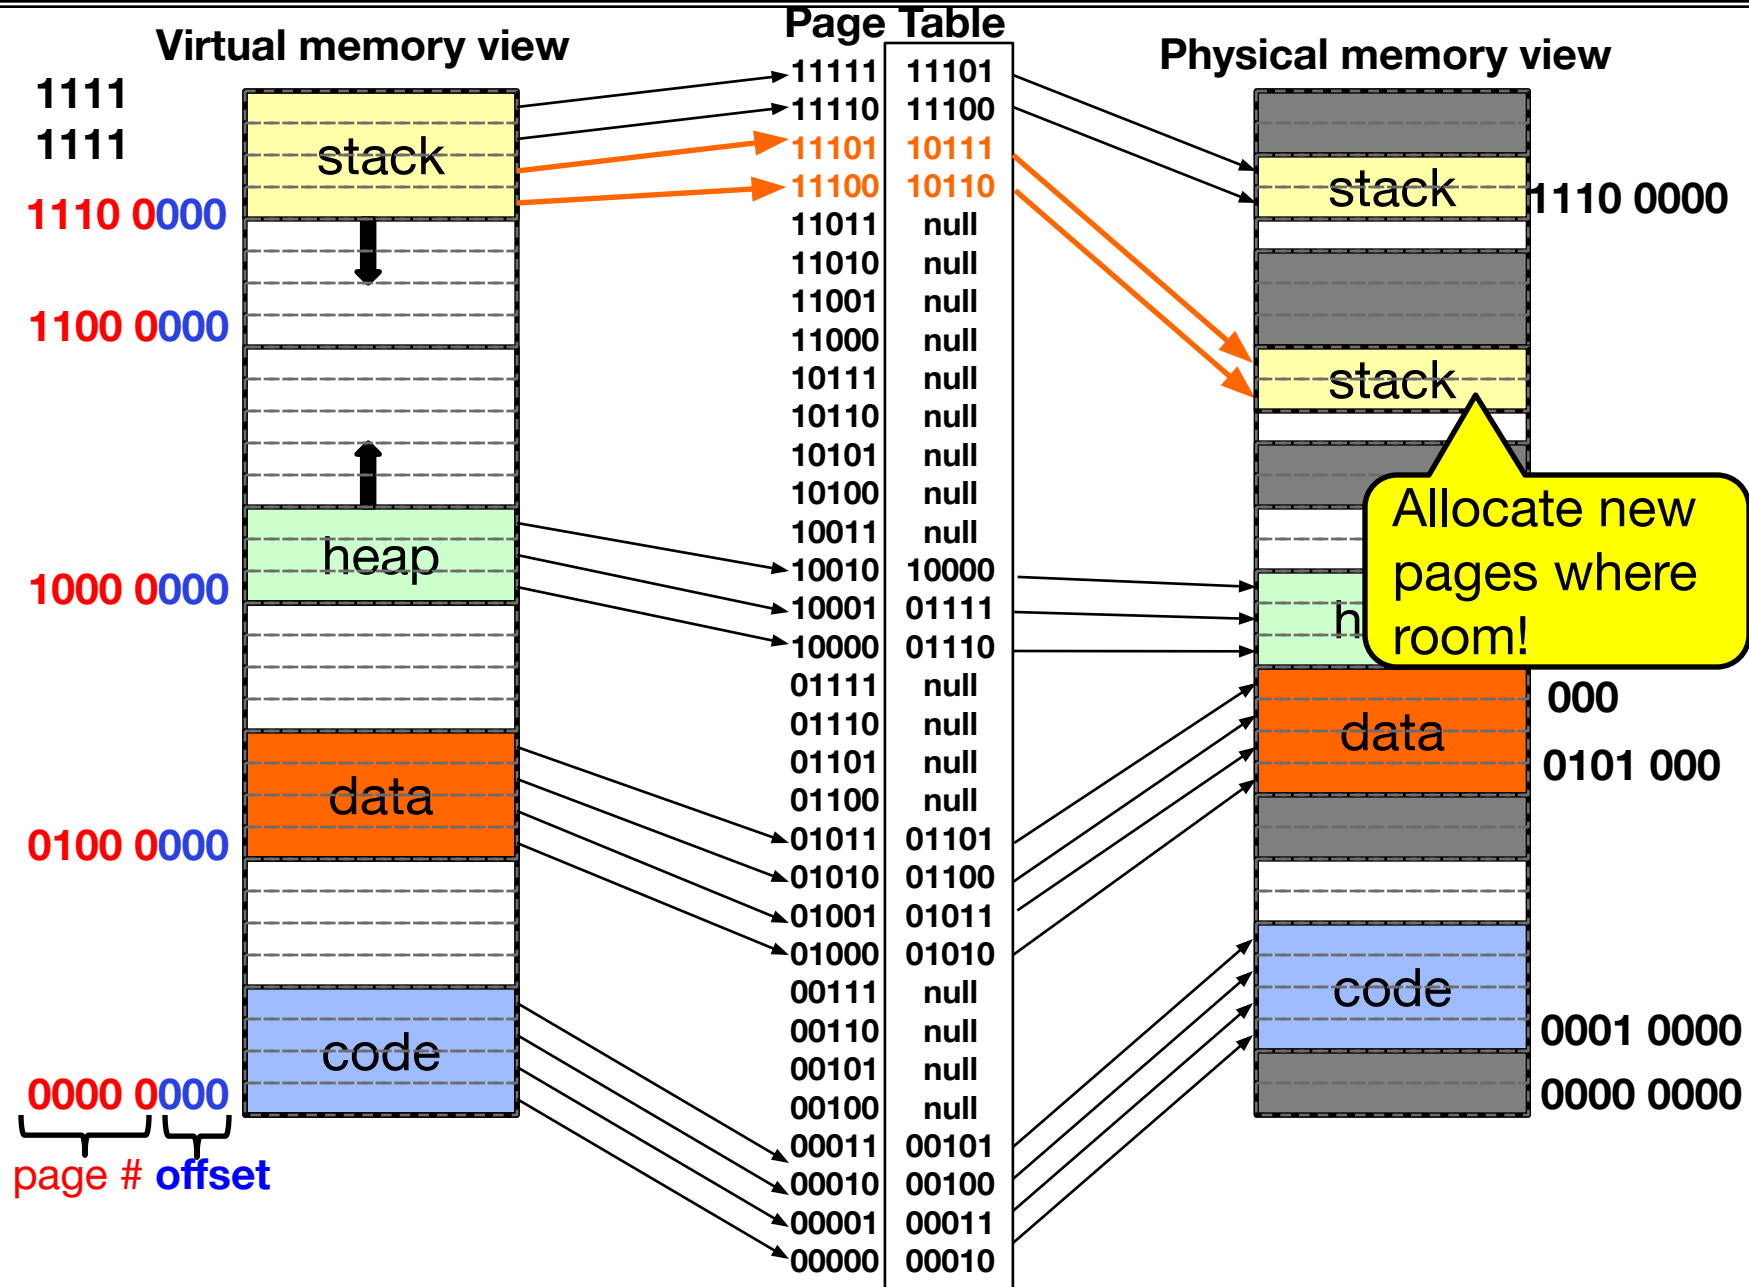 Page Table
Virtual memory view
Physical memory view
1111
1111
1110 0000
1100 0000
1000 0000
0100 0000
0000 0000
page # offset
stack
heap
data
code
11111 11101
11110 11100
11101 10111
11100 10110
11011 null
11010 null
11001 null
11000 null
10111 null
10110 null
10101 null
10100 null
10011 null
10010 10000
10001 01111
10000 01110
01111 null
01110 null
01101 null
01100 null
01011 01101
01010 01100
01001 01011
01000 01010
00111 null
00110 null
00101 null
00100 null
00011 00101
00010 00100
00001 00011
00000 00010
stack
1110 0000
stack
Allocate new
pages where
room!
h
000
data
0101 000
code
0001 0000
0000 0000